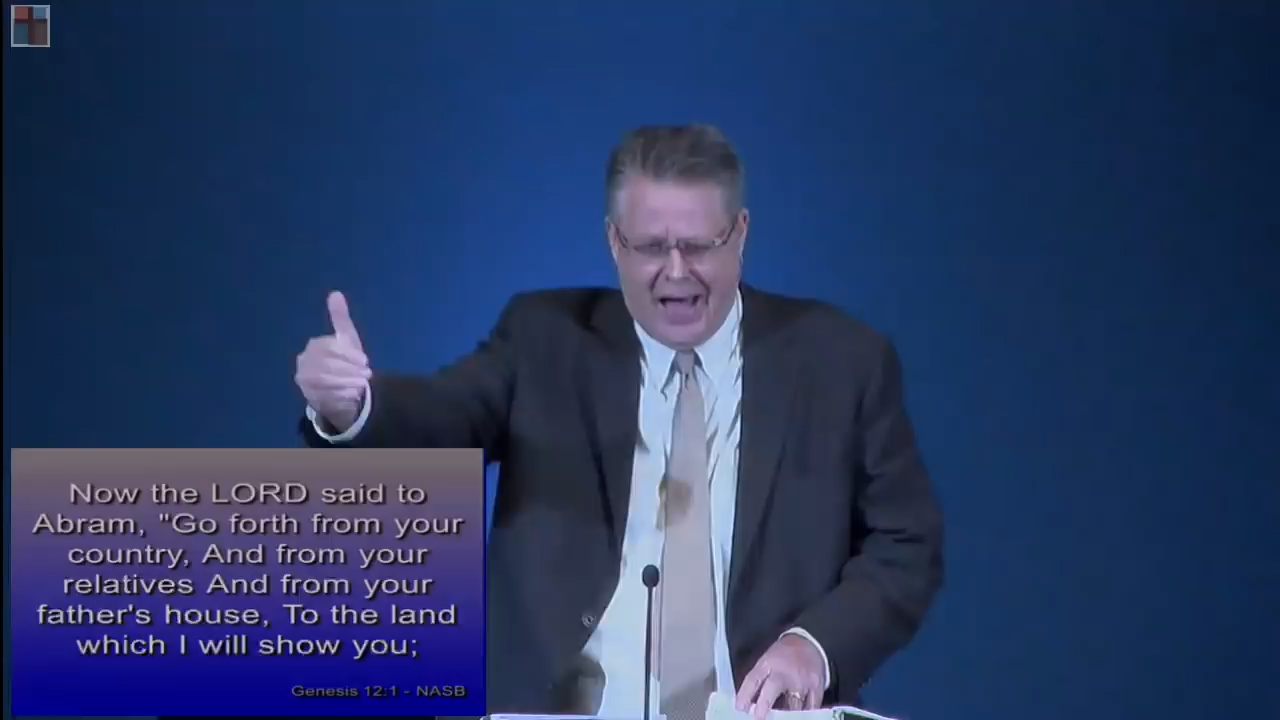 Now the LORD said to
Abram, "Go forth from your
country, And from your
relatives And from your
father's house, To the land
which I will show you;
Genesis 12:1 - NASB